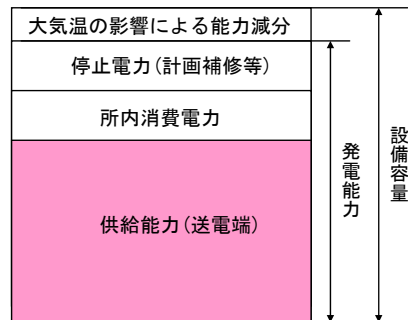 大気温の影響による能力減分
停止電力(計画補修等)
所内消費電力
供給能力(送電端)
発電能力
設備容量